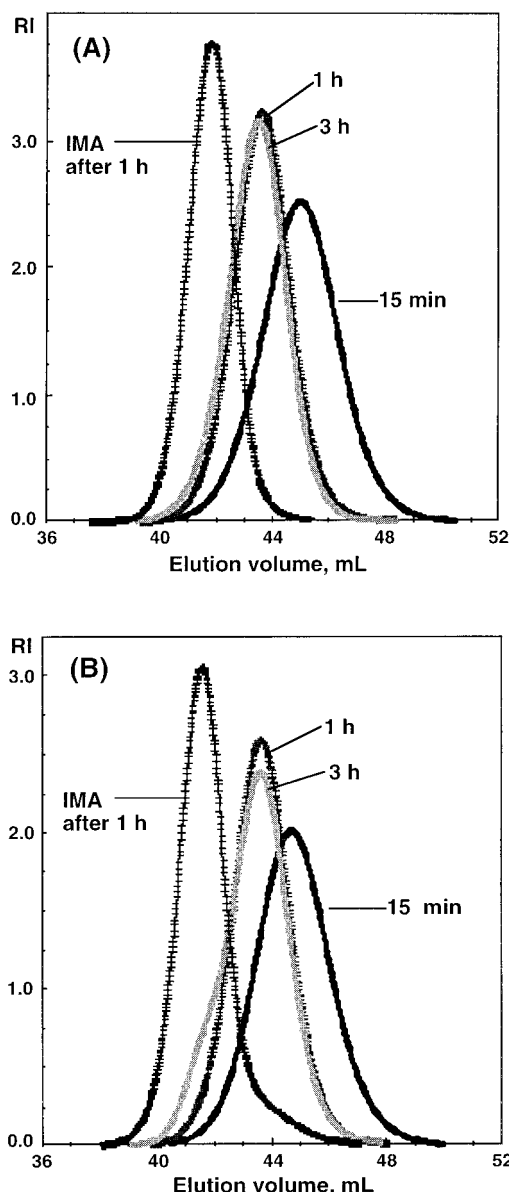 RI
(A)
1 h
3 h
IMA
after 1 h
15 min
3.0
2.0
1.0
0.0
36
40
44
48
52
Elution volume, mL
RI
(B)
1 h
3 h
IMA
after 1 h
15 min
3.0
2.0
1.0
0.0
36
40
44
48
52
Elution volume, mL